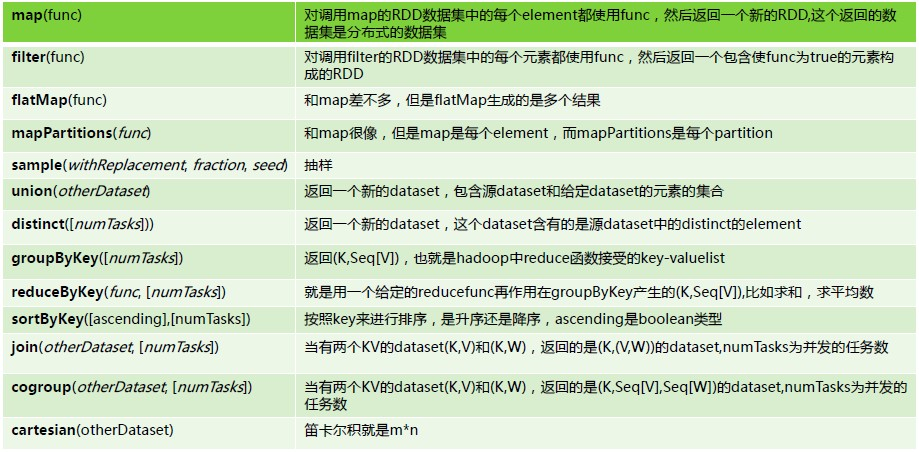 map(func) 对调用map的RDD数据集中的每个element都使用func，然后返回一个新的RDD,这个返回的数
据集是分布式的数据集
filter(func) 对调用filter的RDD数据集中的每个元素都使用func，然后返回一个包含使func为true的元素构
成的RDD
flatMap(func) 和map差不多，但是flatMap生成的是多个结果
mapPartitions(func) 和map很像，但是map是每个element，而mapPartitions是每个partition
sample(withReplacement, fraction, seed) 抽样
union(otherDataset) 返回一个新的dataset，包含源dataset和给定dataset的元素的集合
distinct([numTasks])) 返回一个新的dataset，这个dataset含有的是源dataset中的distinct的element
groupByKey([numTasks]) 返回(K,Seq[V])，也就是hadoop中reduce函数接受的key-valuelist
reduceByKey(func, [numTasks]) 就是用一个给定的reducefunc再作用在groupByKey产生的(K,Seq[V]),比如求和，求平均数
sortByKey([ascending],[numTasks]) 按照key来进行排序，是升序还是降序，ascending是boolean类型
join(otherDataset, [numTasks]) 当有两个KV的dataset(K,V)和(K,W)，返回的是(K,(V,W))的dataset,numTasks为并发的任务数
cogroup(otherDataset, [numTasks]) 当有两个KV的dataset(K,V)和(K,W)，返回的是(K,Seq[V],Seq[W])的dataset,numTasks为并发的
任务数
cartesian(otherDataset) 笛卡尔积就是m*n